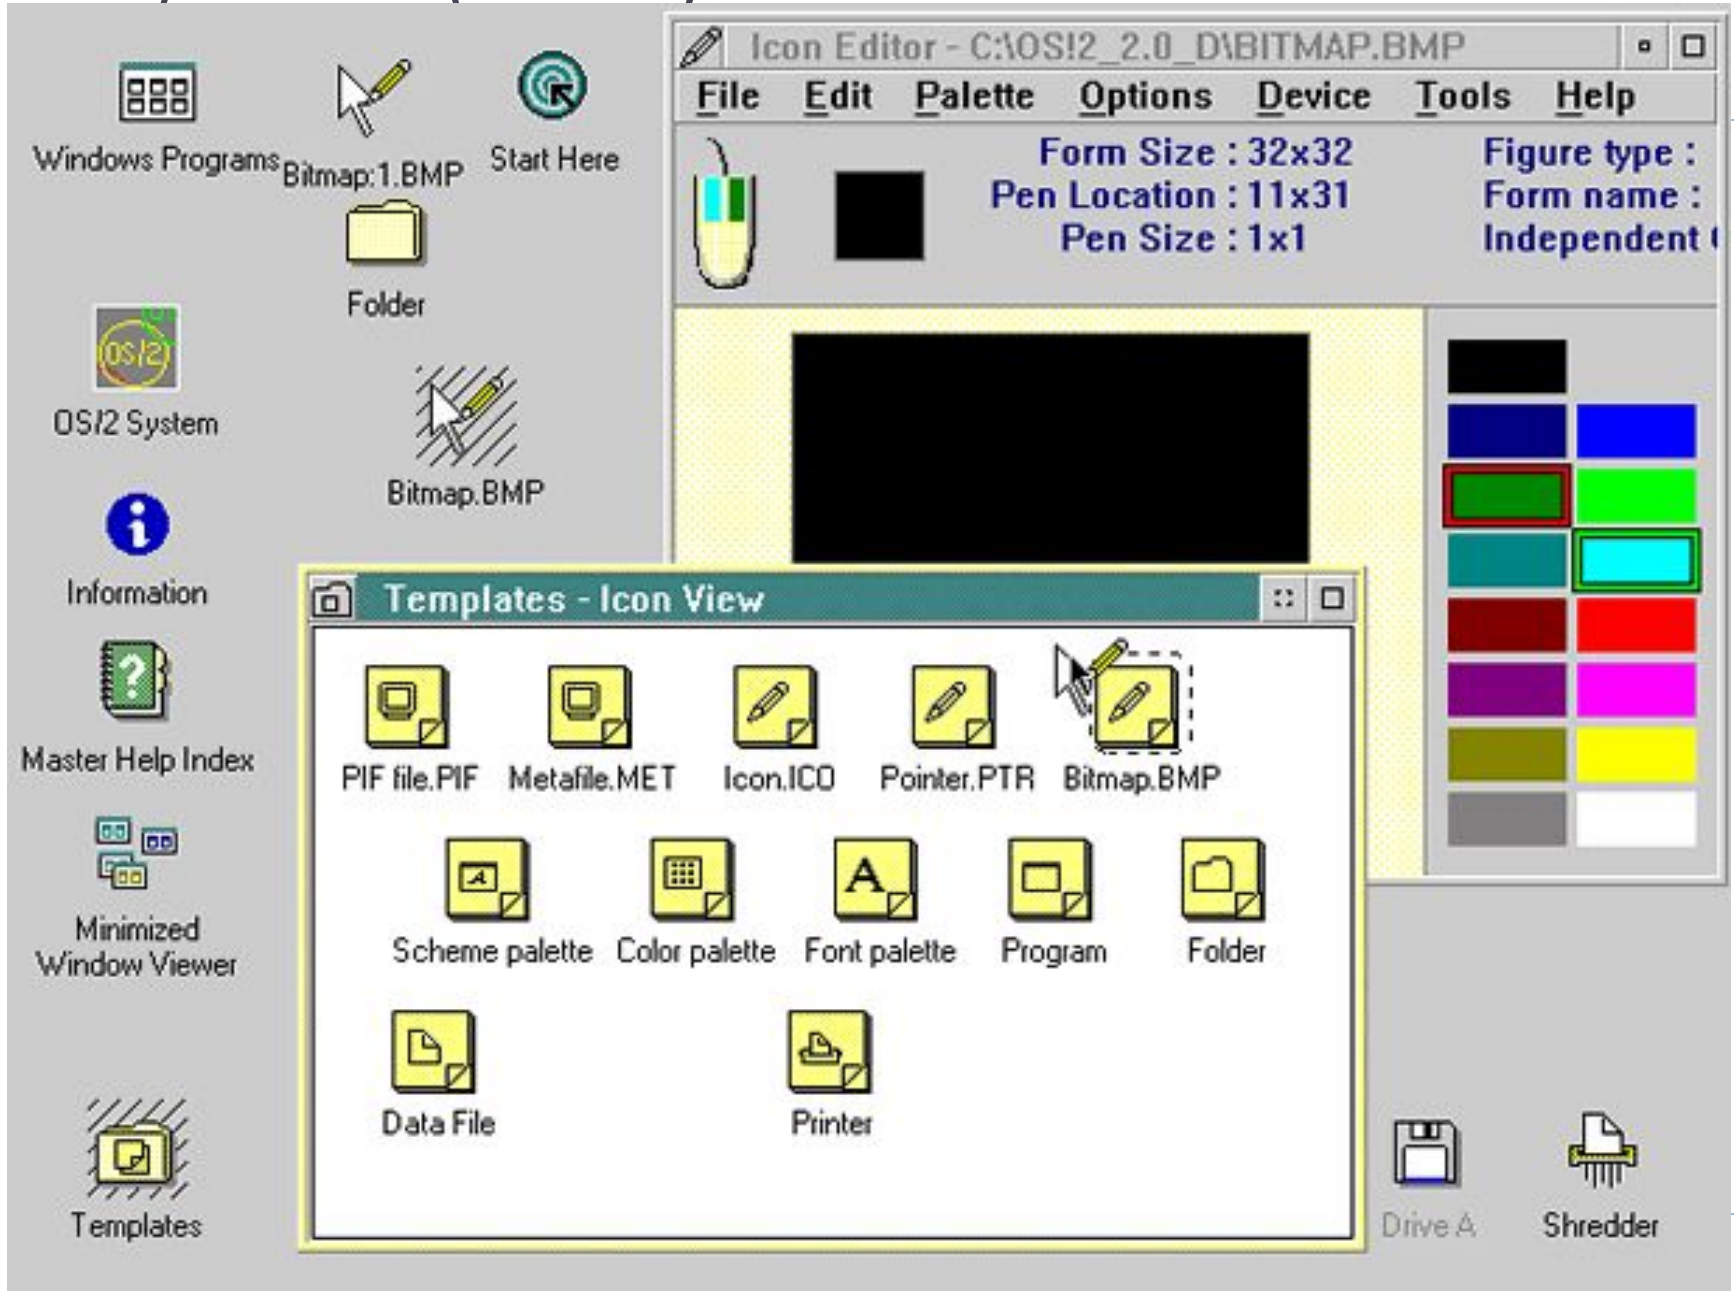 Icon Editor - C:\OS!2_2.0_D\BITMAP.BMP
File Edit Palette Options Device Tools Help
Form Size : 32x32
Pen Location : 11x31
Pen Size : 1x1
Figure type :
Form name :
Independent
Windows Programs
Bitmap:1.BMP
Start Here
Folder
OS/2
OS/2 System
Bitmap.BMP
Information
Master Help Index
Minimized
Window Viewer
Templates
Templates - Icon View
PIF file.PIF
Metafile.MET
Icon.ICO
Pointer.PTR
Bitmap.BMP
Scheme palette
Color palette
Font palette
Program
Folder
Data File
Printer
Drive A
Shredder